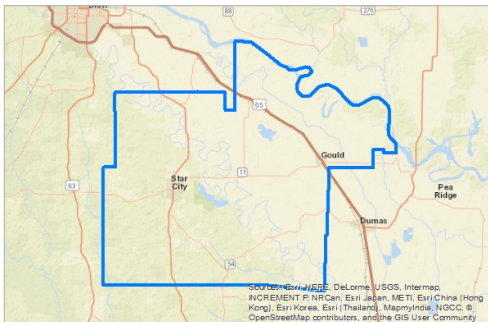 88
276
65
Gould
63
Star
City
11
Pea
Ridge
Dumas
54
Sources: Esri, HERE, DeLorme, USGS, Intermap,
INCREMENT P, NRCan, Esri Japan, METI, Esri China (Hong
Kong), Esri Korea, Esri (Thailand), MapmyIndia, NGCC, ©
OpenStreetMap contributors, and the GIS User Community